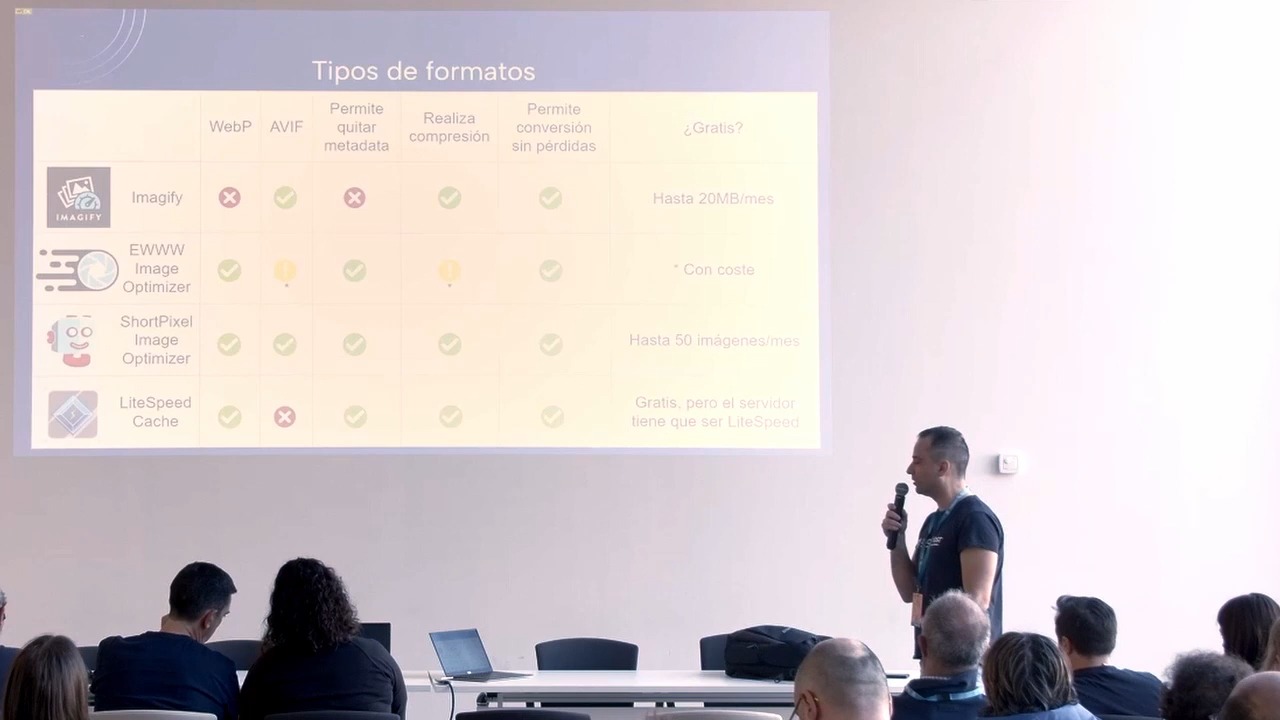 Tipos de formatos
WebP
AVIF
Permite
quitar
metadata
Realiza
compresión
Permite
conversión
sin pérdidas
¿Gratis?
IMAGIFY
Imagify
Hasta 20MB/mes
EWWW
Image
Optimizer
* Con coste
ShortPixel
Image
Optimizer
Hasta 50 imágenes/mes
LiteSpeed
Cache
Gratis, pero el servidor
tiene que ser LiteSpeed